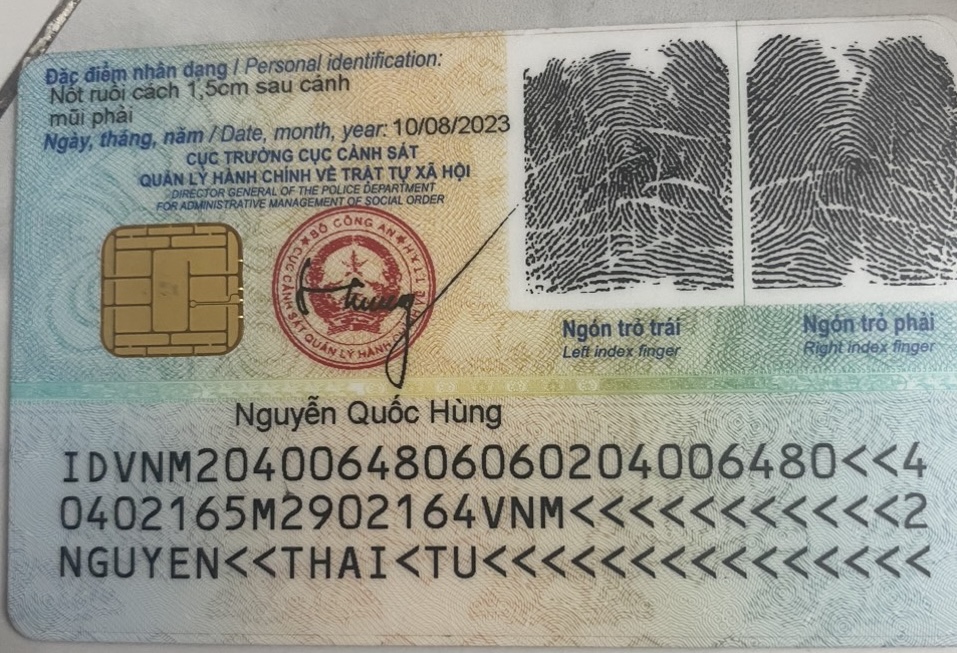 Đặc điểm nhân dạng / Personal identification:
Nốt ruồi cách 1,5cm sau cánh
mũi phải
Ngày, tháng, năm / Date, month, year: 10/08/2023
CỤC TRƯỞNG CỤC CẢNH SÁT
QUẢN LÝ HÀNH CHÍNH VỀ TRẬT TỰ XÃ HỘI
DIRECTOR GENERAL OF THE POLICE DEPARTMENT
FOR ADMINISTRATIVE MANAGEMENT OF SOCIAL ORDER
BỘ CÔNG AN
CỤC CẢNH SÁT QUẢN LÝ HÀNH
Ngón trỏ trái
Left index finger
Ngón trỏ phải
Right index finger
Nguyễn Quốc Hùng
IDVNM2040064806060204006480<<4
0402165M2902164VNM<<<<<<<<<<<2
NGUYEN<<THAI<TU<<<<<<<<<<<<<<<